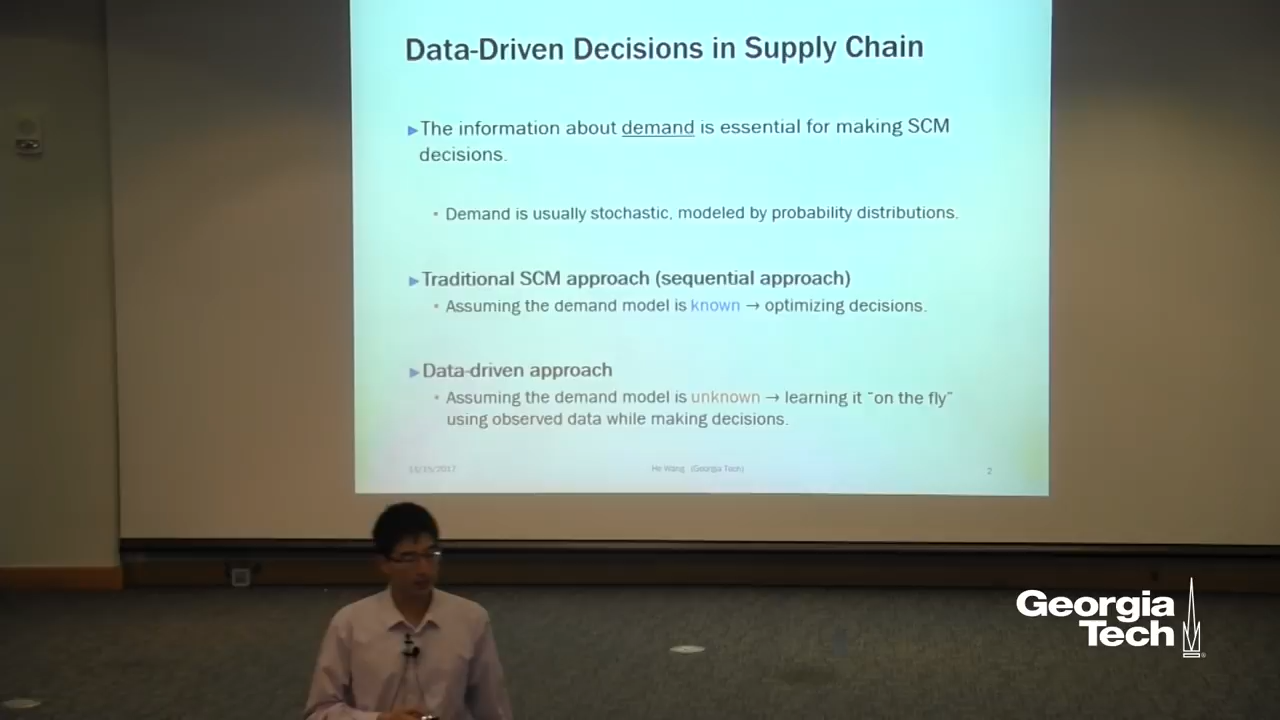 Data-Driven Decisions in Supply Chain
▶The information about demand is essential for making SCM
decisions.
• Demand is usually stochastic, modeled by probability distributions.
▶Traditional SCM approach (sequential approach)
• Assuming the demand model is known → optimizing decisions.
▶Data-driven approach
• Assuming the demand model is unknown → learning it "on the fly"
using observed data while making decisions.
He Wang (Georgia Tech)
2
Georgia
Tech